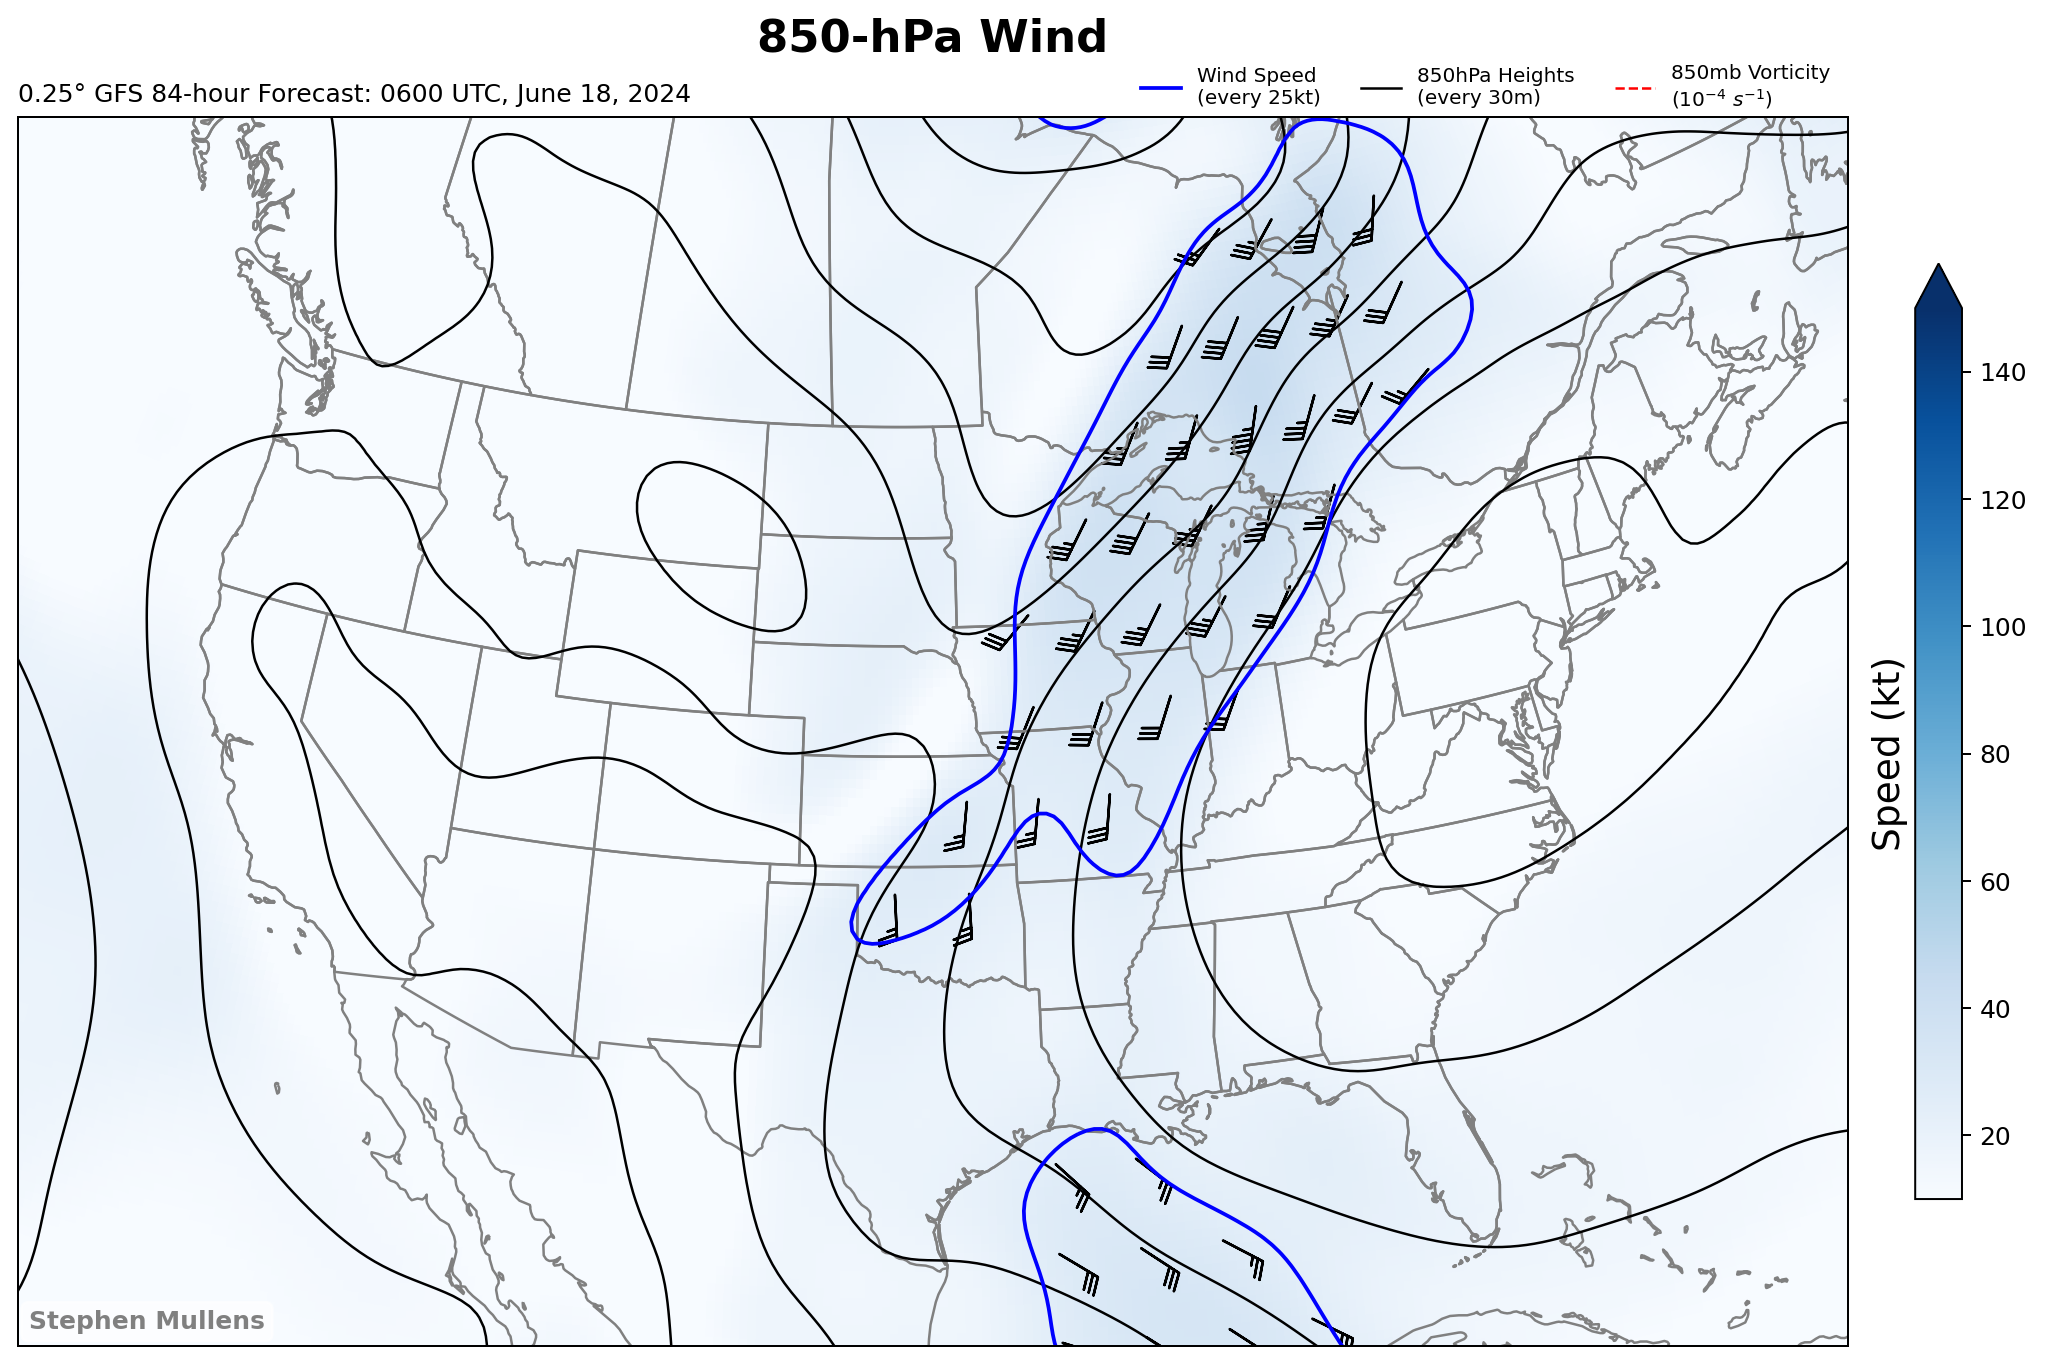 850-hPa Wind
0.25° GFS 84-hour Forecast: 0600 UTC, June 18, 2024
Wind Speed
(every 25kt)
850hPa Heights
(every 30m)
850mb Vorticity
(10⁻⁴ s⁻¹)
140
120
100
80
60
40
20
Speed (kt)
Stephen Mullens